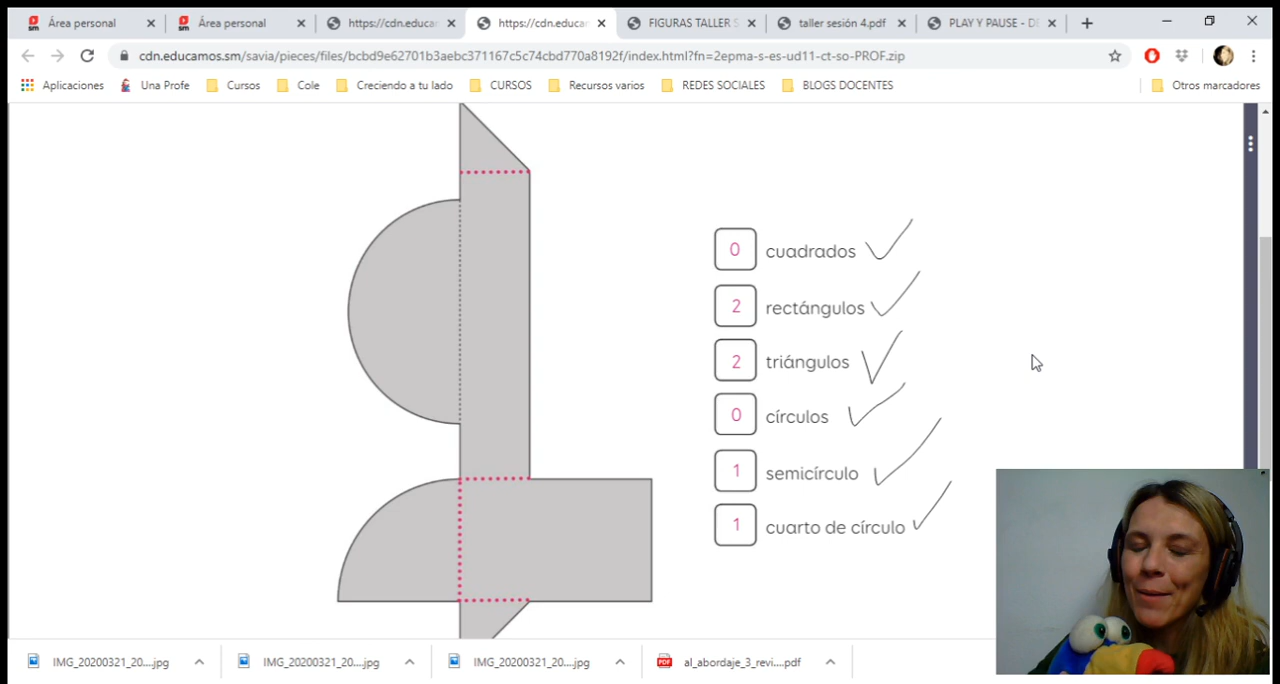 Área personal
Área personal
https://cdn.educar
https://cdn.educar
FIGURAS TALLER S
taller sesión 4.pdf
PLAY Y PAUSE - DE
cdn.educamos.sm/savia/pieces/files/bcbd9e62701b3aebc371167c5c74cbd770a8192f/index.html?fn=2epma-s-es-ud11-ct-so-PROF.zip
Aplicaciones
Una Profe
Cursos
Cole
Creciendo a tu lado
CURSOS
Recursos varios
REDES SOCIALES
BLOGS DOCENTES
Otros marcadores
0 cuadrados
2 rectángulos
2 triángulos
0 círculos
1 semicírculo
1 cuarto de círculo
IMG_20200321_20....jpg
IMG_20200321_20....jpg
IMG_20200321_20....jpg
al_abordaje_3_revi....pdf